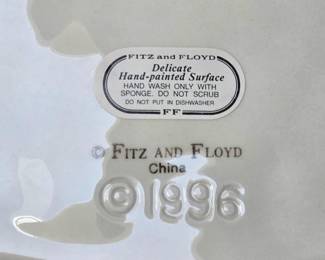 FITZ and FLOYD
Delicate
Hand-painted Surface
HAND WASH ONLY WITH
SPONGE. DO NOT SCRUB
DO NOT PUT IN DISHWASHER
FF
© FITZ AND FLOYD
China
©1996